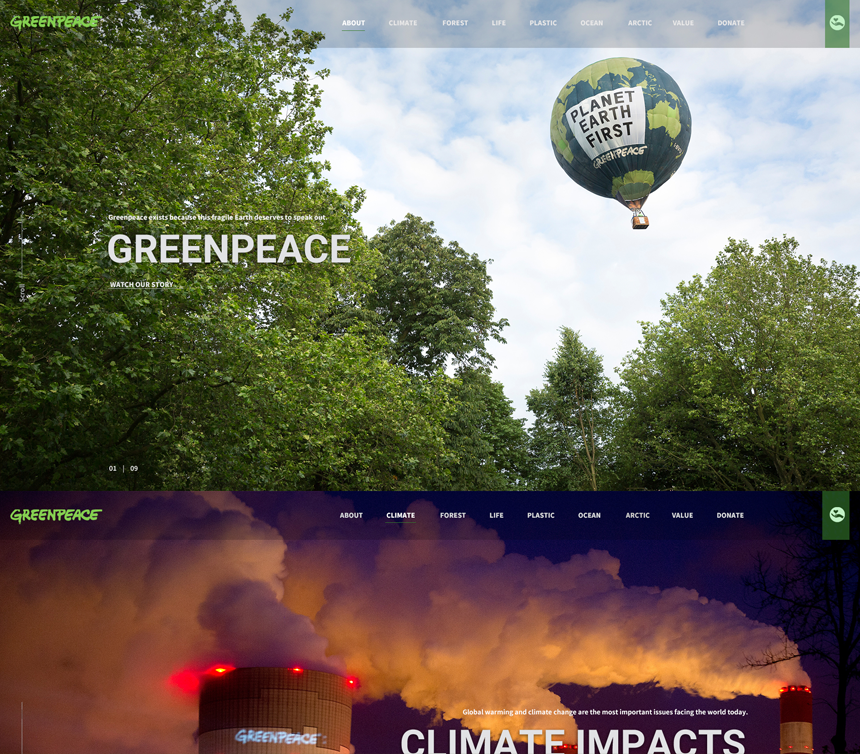 GREENPEACE
ABOUT CLIMATE FOREST LIFE PLASTIC OCEAN ARCTIC VALUE DONATE
PLANET
EARTH
FIRST
GREENPEACE
Greenpeace exists because this fragile Earth deserves to speak out.
GREENPEACE
WATCH OUR STORY
Scroll
01 | 09
GREENPEACE
ABOUT CLIMATE FOREST LIFE PLASTIC OCEAN ARCTIC VALUE DONATE
Global warming and climate change are the most important issues facing the world today.
CLIMATE IMPACTS
GREENPEACE